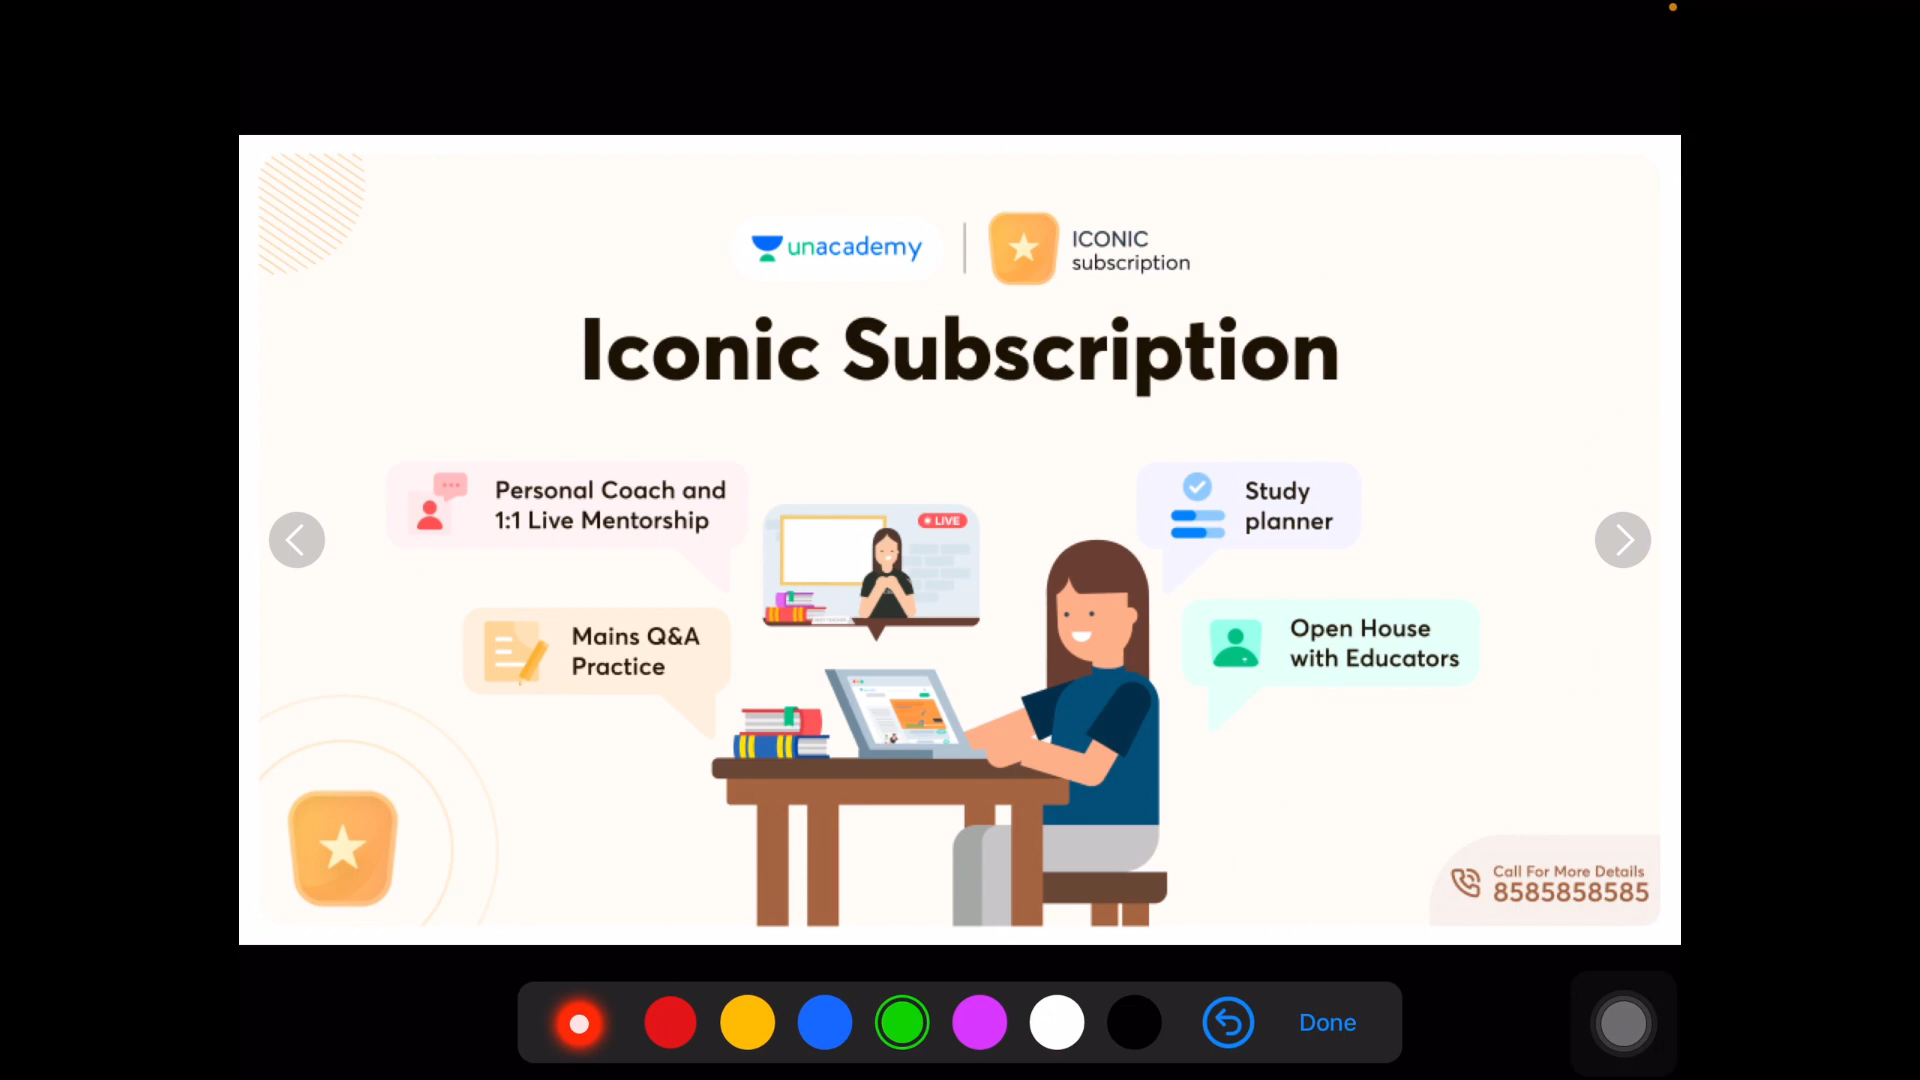 unacademy
ICONIC
subscription
Iconic Subscription
Personal Coach and
1:1 Live Mentorship
LIVE
Study
planner
Mains Q&A
Practice
Open House
with Educators
Call For More Details
8585858585
Done